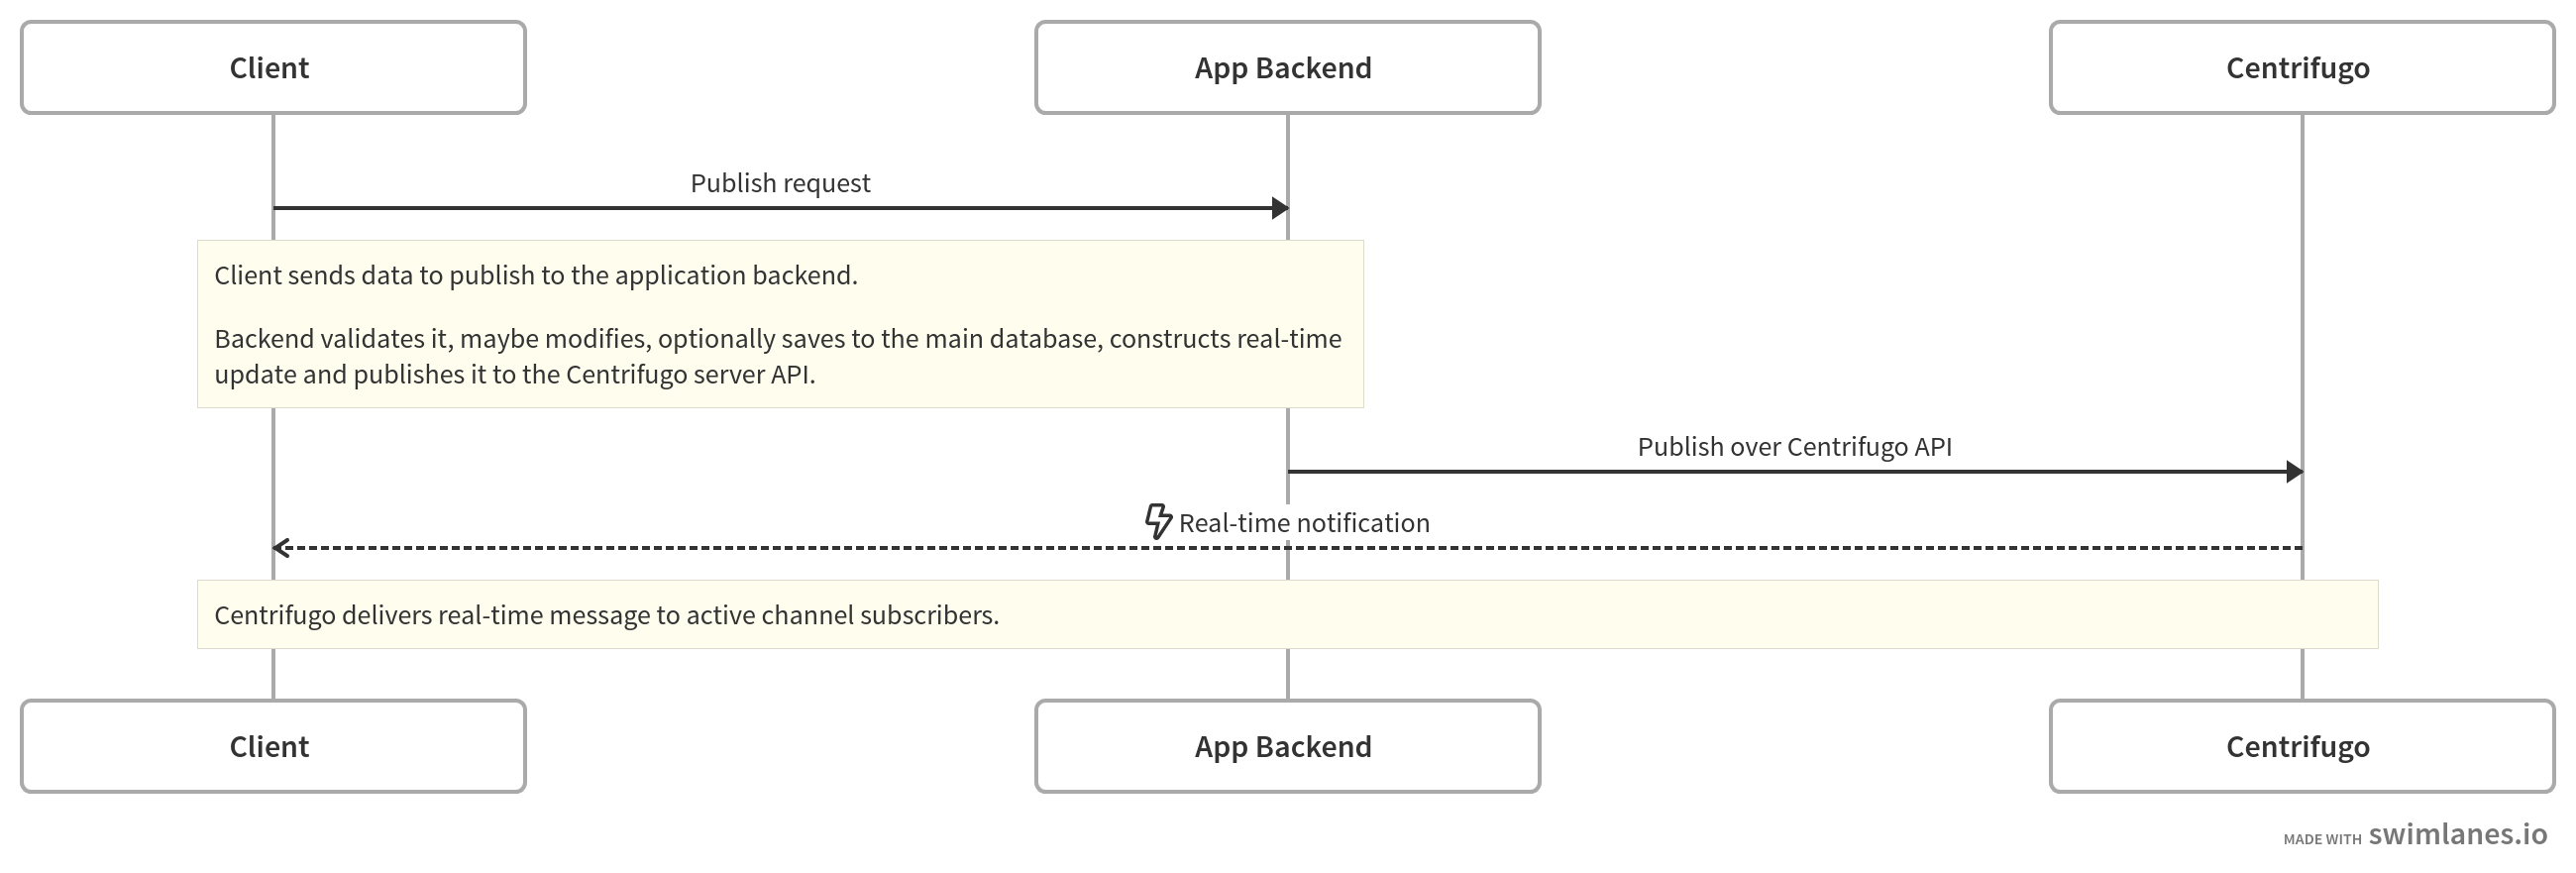 Client
App Backend
Centrifugo
Publish request
Client sends data to publish to the application backend.
Backend validates it, maybe modifies, optionally saves to the main database, constructs real-time
update and publishes it to the Centrifugo server API.
Publish over Centrifugo API
Real-time notification
Centrifugo delivers real-time message to active channel subscribers.
Client
App Backend
Centrifugo
MADE WITH swimlanes.io